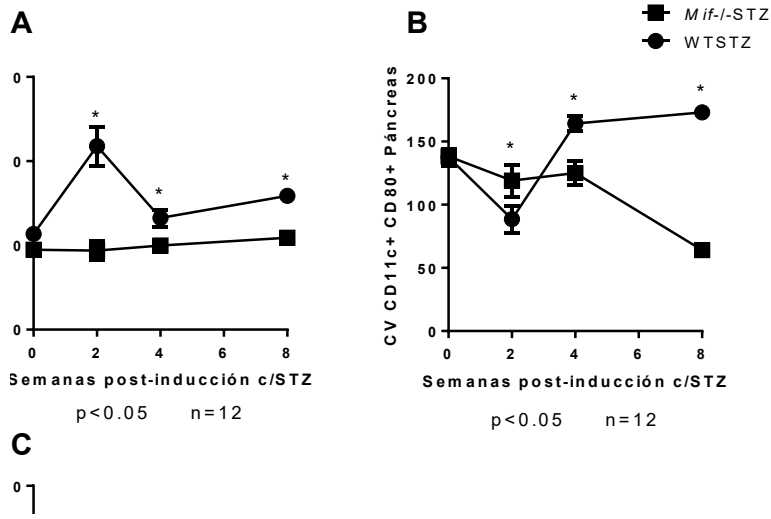 A
Mif-/-STZ
WTSTZ
*
*
*
0
0
0
0
0 2 4 6 8
Semanas post-inducción c/STZ
p<0.05 n=12
B
CV CD11c+ CD80+ Páncreas
200
150
100
50
0
*
*
*
0 2 4 6 8
Semanas post-inducción c/STZ
p<0.05 n=12
C
0